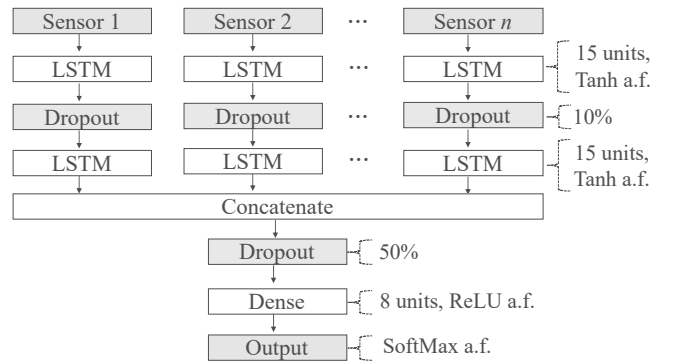 Sensor 1 Sensor 2 ... Sensor n
LSTM LSTM ... LSTM 15 units,
Tanh a.f.
Dropout Dropout ... Dropout 10%
LSTM LSTM ... LSTM 15 units,
Tanh a.f.
Concatenate
Dropout 50%
Dense 8 units, ReLU a.f.
Output SoftMax a.f.